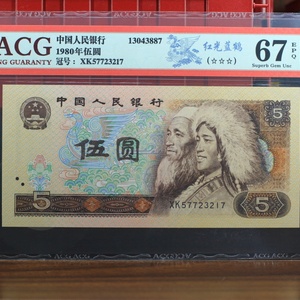 ACG
NG GUARANTY
中国人民银行 13043887
1980年伍圆
冠号： XK57723217
红光蓝鹤
(☆☆☆)
67 EPQ
Superb Gem Unc
中国人民银行
5
伍圆
XK57723217
5
5